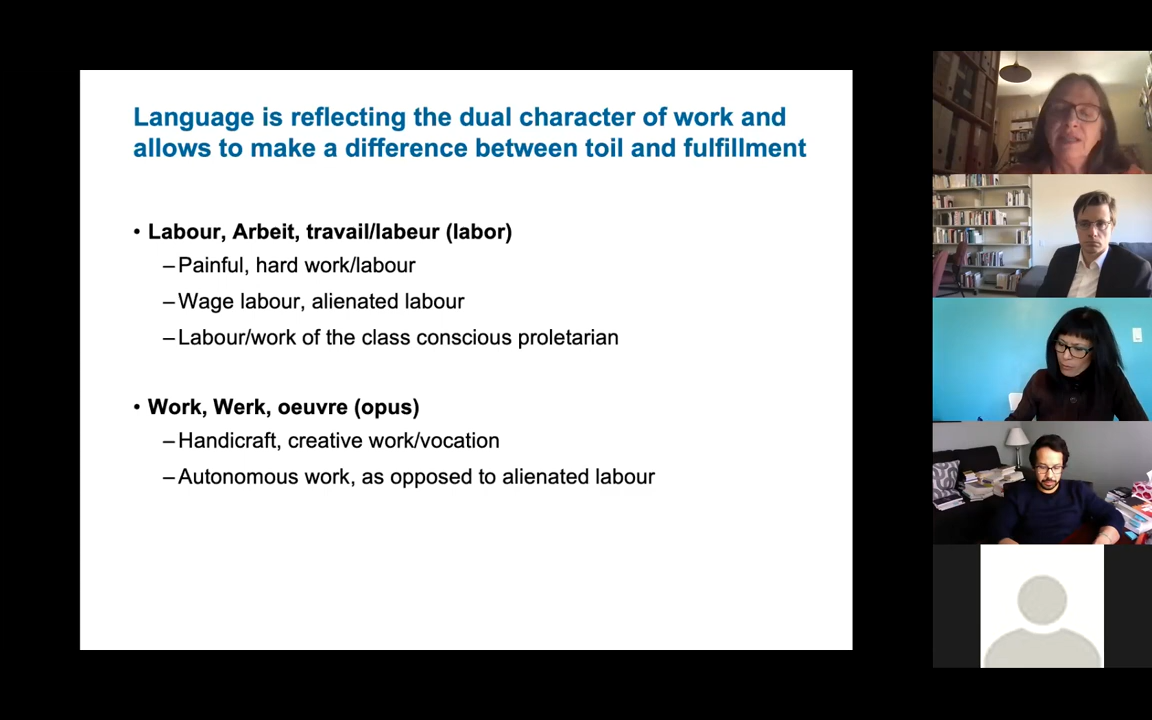 Language is reflecting the dual character of work and
allows to make a difference between toil and fulfillment
• Labour, Arbeit, travail/labeur (labor)
–Painful, hard work/labour
–Wage labour, alienated labour
–Labour/work of the class conscious proletarian
• Work, Werk, oeuvre (opus)
–Handicraft, creative work/vocation
–Autonomous work, as opposed to alienated labour